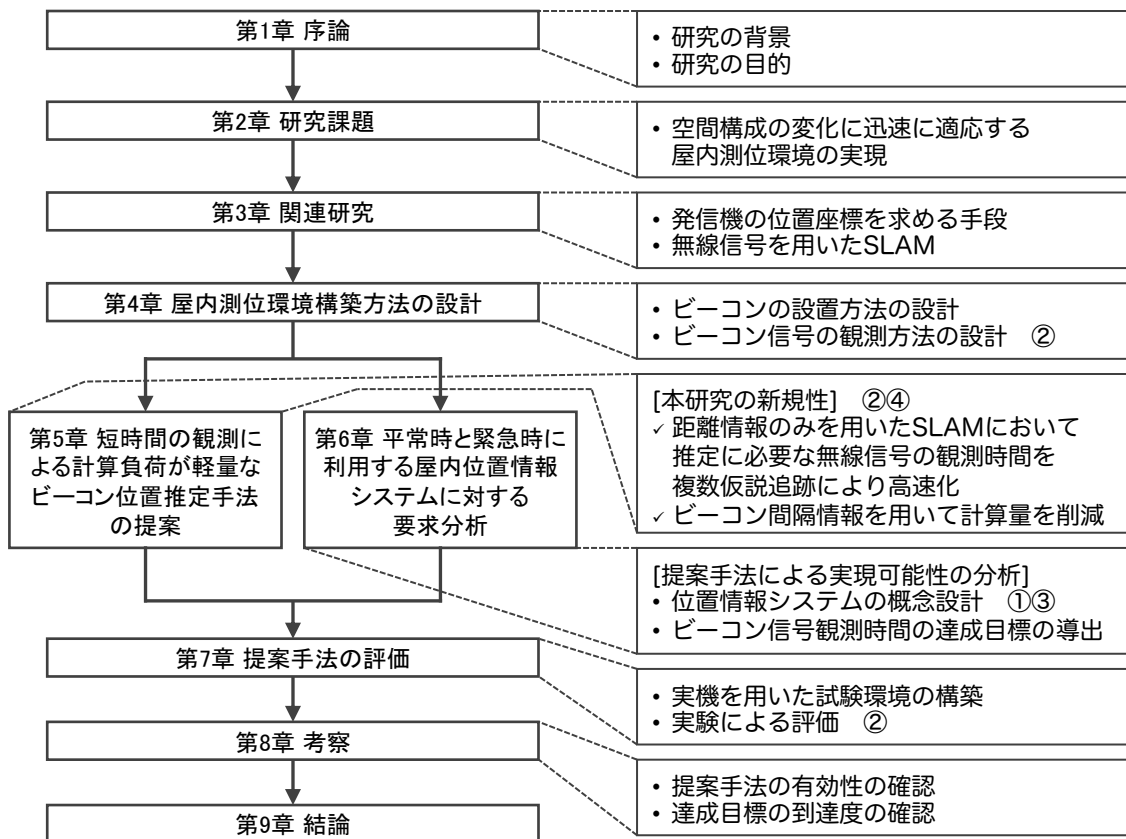 第1章 序論
• 研究の背景
• 研究の目的
第2章 研究課題
• 空間構成の変化に迅速に適応する
屋内測位環境の実現
第3章 関連研究
• 発信機の位置座標を求める手段
• 無線信号を用いたSLAM
第4章 屋内測位環境構築方法の設計
• ビーコンの設置方法の設計
• ビーコン信号の観測方法の設計 ②
第5章 短時間の観測に
よる計算負荷が軽量な
ビーコン位置推定手法
の提案
[本研究の新規性] ②④
✓ 距離情報のみを用いたSLAMにおいて
推定に必要な無線信号の観測時間を
複数仮説追跡により高速化
✓ ビーコン間隔情報を用いて計算量を削減
第6章 平常時と緊急時に
利用する屋内位置情報
システムに対する
要求分析
[提案手法による実現可能性の分析]
• 位置情報システムの概念設計 ①③
• ビーコン信号観測時間の達成目標の導出
第7章 提案手法の評価
• 実機を用いた試験環境の構築
• 実験による評価 ②
第8章 考察
• 提案手法の有効性の確認
• 達成目標の到達度の確認
第9章 結論